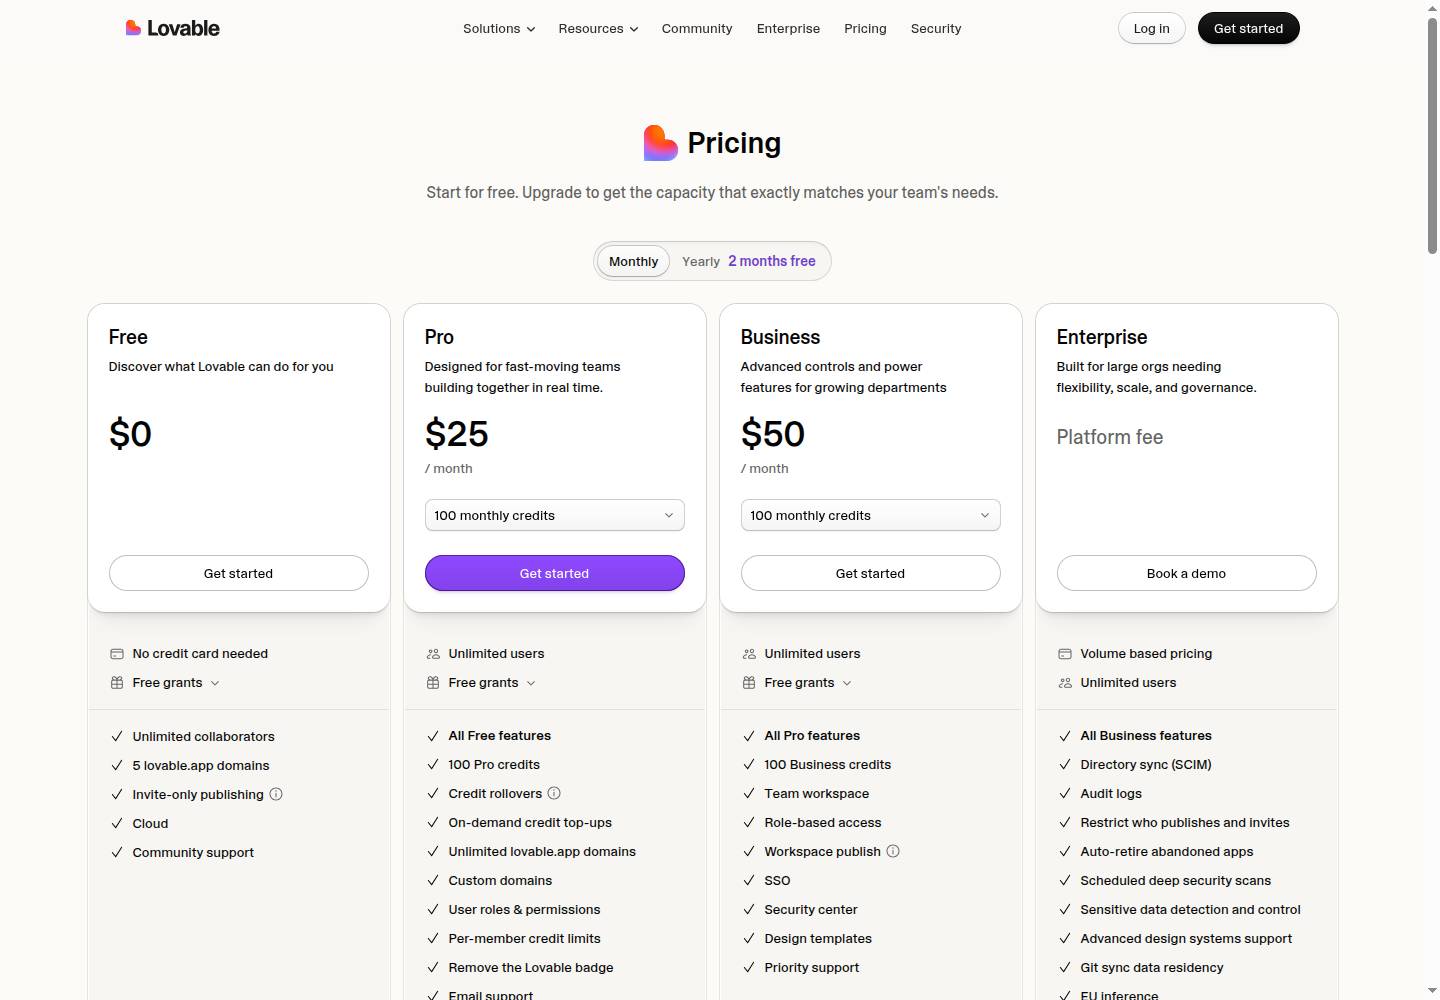 Lovable
Solutions
Resources
Community
Enterprise
Pricing
Security
Log in
Get started
Pricing
Start for free. Upgrade to get the capacity that exactly matches your team's needs.
Monthly
Yearly 2 months free
Free
Discover what Lovable can do for you
$0
Get started
No credit card needed
Free grants
Unlimited collaborators
5 lovable.app domains
Invite-only publishing
Cloud
Community support
Pro
Designed for fast-moving teams
building together in real time.
$25
/ month
100 monthly credits
Get started
Unlimited users
Free grants
All Free features
100 Pro credits
Credit rollovers
On-demand credit top-ups
Unlimited lovable.app domains
Custom domains
User roles & permissions
Per-member credit limits
Remove the Lovable badge
Email support
Business
Advanced controls and power
features for growing departments
$50
/ month
100 monthly credits
Get started
Unlimited users
Free grants
All Pro features
100 Business credits
Team workspace
Role-based access
Workspace publish
SSO
Security center
Design templates
Priority support
Enterprise
Built for large orgs needing
flexibility, scale, and governance.
Platform fee
Book a demo
Volume based pricing
Unlimited users
All Business features
Directory sync (SCIM)
Audit logs
Restrict who publishes and invites
Auto-retire abandoned apps
Scheduled deep security scans
Sensitive data detection and control
Advanced design systems support
Git sync data residency
EU inference